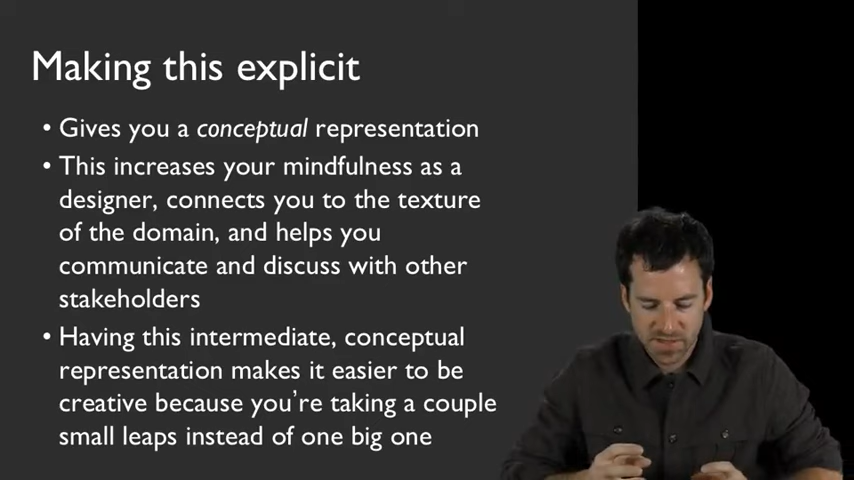 Making this explicit
• Gives you a conceptual representation
• This increases your mindfulness as a
designer, connects you to the texture
of the domain, and helps you
communicate and discuss with other
stakeholders
• Having this intermediate, conceptual
representation makes it easier to be
creative because you’re taking a couple
small leaps instead of one big one